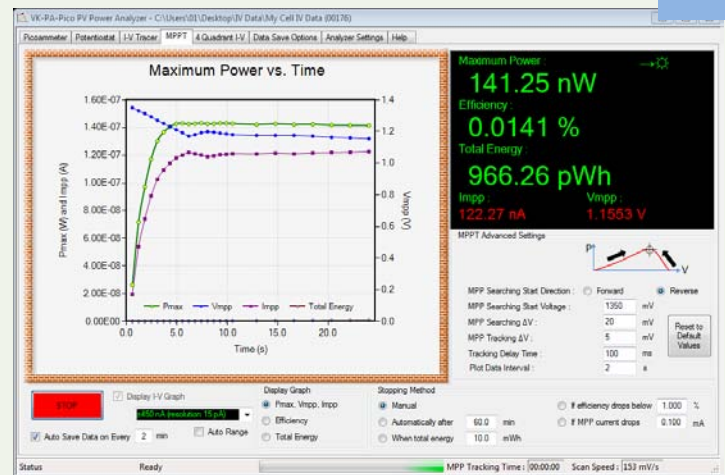 VK-PA-Pico PV Power Analyzer - C:\Users\01\Desktop\IV Data\My Cell IV Data (00176)
Picoammeter Potentiostat I-V Tracer MPPT 4 Quadrant I-V Data Save Options Analyzer Settings Help
Maximum Power vs. Time
1.60E-07
1.40E-07
1.20E-07
1.00E-07
8.00E-08
6.00E-08
4.00E-08
2.00E-08
0.00E00
Pmax (W) and Impp (A)
1.4
1.2
1.0
0.8
0.6
0.4
0.2
0.0
Vmpp (V)
Pmax Vmpp Impp Total Energy
0.0 5.0 10.0 15.0 20.0
Time (s)
Maximum Power :
141.25 nW
Efficiency :
0.0141 %
Total Energy :
966.26 pWh
Impp : Vmpp :
122.27 nA 1.1553 V
MPPT Advanced Settings
P
V
MPP Searching Start Direction : Forward Reverse
MPP Searching Start Voltage : 1350 mV
MPP Searching ΔV : 20 mV
MPP Tracking ΔV : 5 mV
Tracking Delay Time : 100 ms
Plot Data Interval : 2 s
Reset to
Default
Values
STOP
Display I-V Graph
±450 nA (resolution 15 pA)
Auto Save Data on Every 2 min Auto Range
Display Graph
Pmax, Vmpp, Impp
Efficiency
Total Energy
Stopping Method
Manual If efficiency drops below 1.000 %
Automatically after 60.0 min If MPP current drops 0.100 mA
When total energy 10.0 mWh
Status Ready MPP Tracking Time : 00:00:00 Scan Speed : 153 mV/s